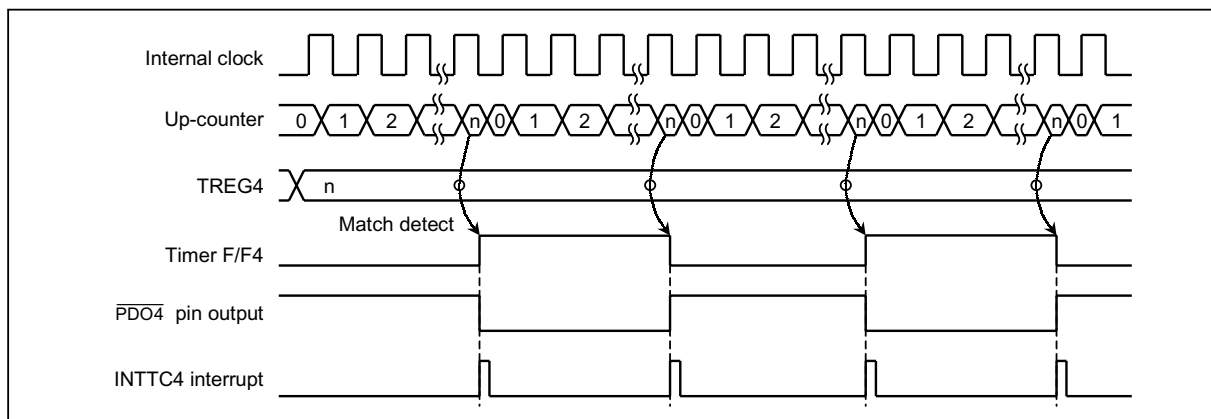 Internal clock
Up-counter 0 1 2 n 0 1 2 n 0 1 2 n 0 1 2 n 0 1
TREG4 n
Match detect
Timer F/F4
PDO4 pin output
INTTC4 interrupt